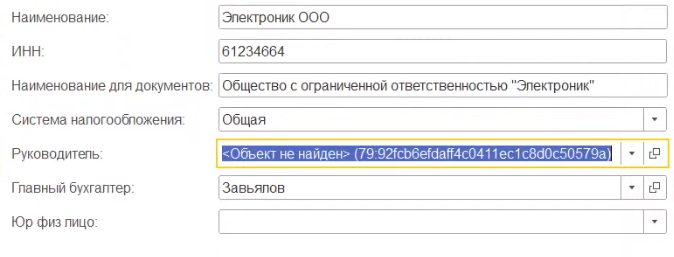 Наименование: Электроник ООО
ИНН: 61234664
Наименование для документов: Общество с ограниченной ответственностью "Электроник"
Система налогообложения: Общая
Руководитель: <Объект не найден> (79:92fcb6efdaff4c0411ec1c8d0c50579a)
Главный бухгалтер: Завьялов
Юр физ лицо: